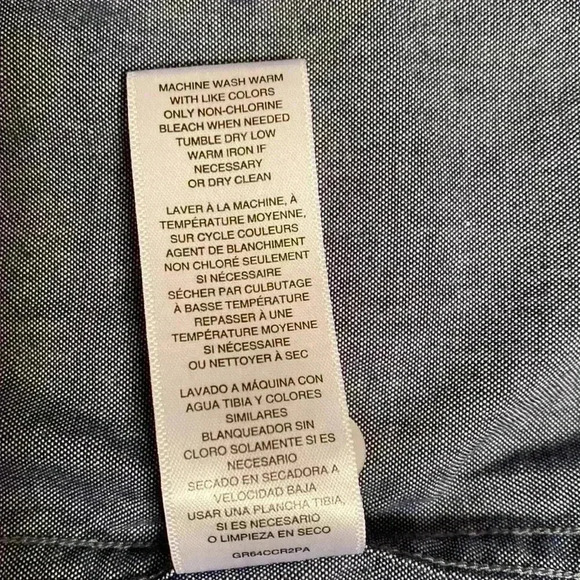 MACHINE WASH WARM
WITH LIKE COLORS
ONLY NON-CHLORINE
BLEACH WHEN NEEDED
TUMBLE DRY LOW
WARM IRON IF
NECESSARY
OR DRY CLEAN
LAVER À LA MACHINE, À
TEMPÉRATURE MOYENNE,
SUR CYCLE COULEURS
AGENT DE BLANCHIMENT
NON CHLORÉ SEULEMENT
SI NÉCESSAIRE
SÉCHER PAR CULBUTAGE
À BASSE TEMPÉRATURE
REPASSER À UNE
TEMPÉRATURE MOYENNE
SI NÉCESSAIRE
OU NETTOYER À SEC
LAVADO A MÁQUINA CON
AGUA TIBIA Y COLORES
SIMILARES
BLANQUEADOR SIN
CLORO SOLAMENTE SI ES
NECESARIO
SECADO EN SECADORA A
VELOCIDAD BAJA
USAR UNA PLANCHA TIBIA,
SI ES NECESARIO
O LIMPIEZA EN SECO
GR64CCR2PA